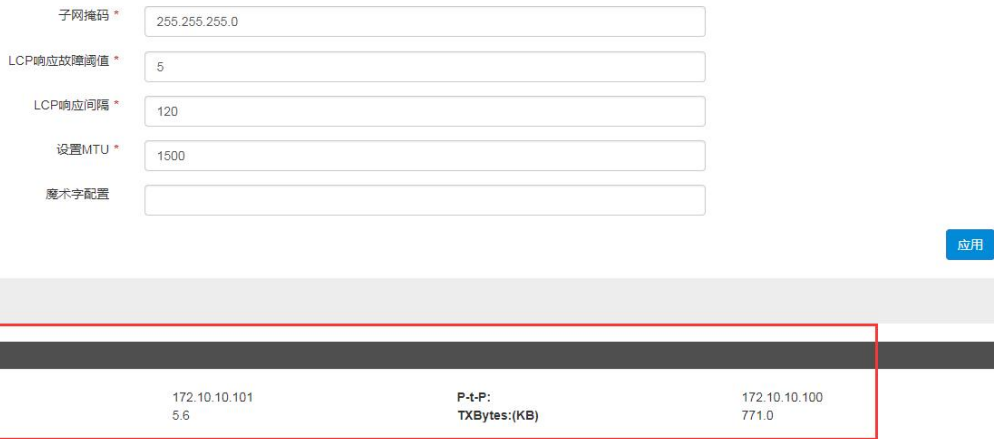 子网掩码 * 255.255.255.0
LCP响应故障阈值 * 5
LCP响应间隔 * 120
设置MTU * 1500
魔术字配置
应用
172.10.10.101 P-t-P: 172.10.10.100
5.6 TXBytes:(KB) 771.0